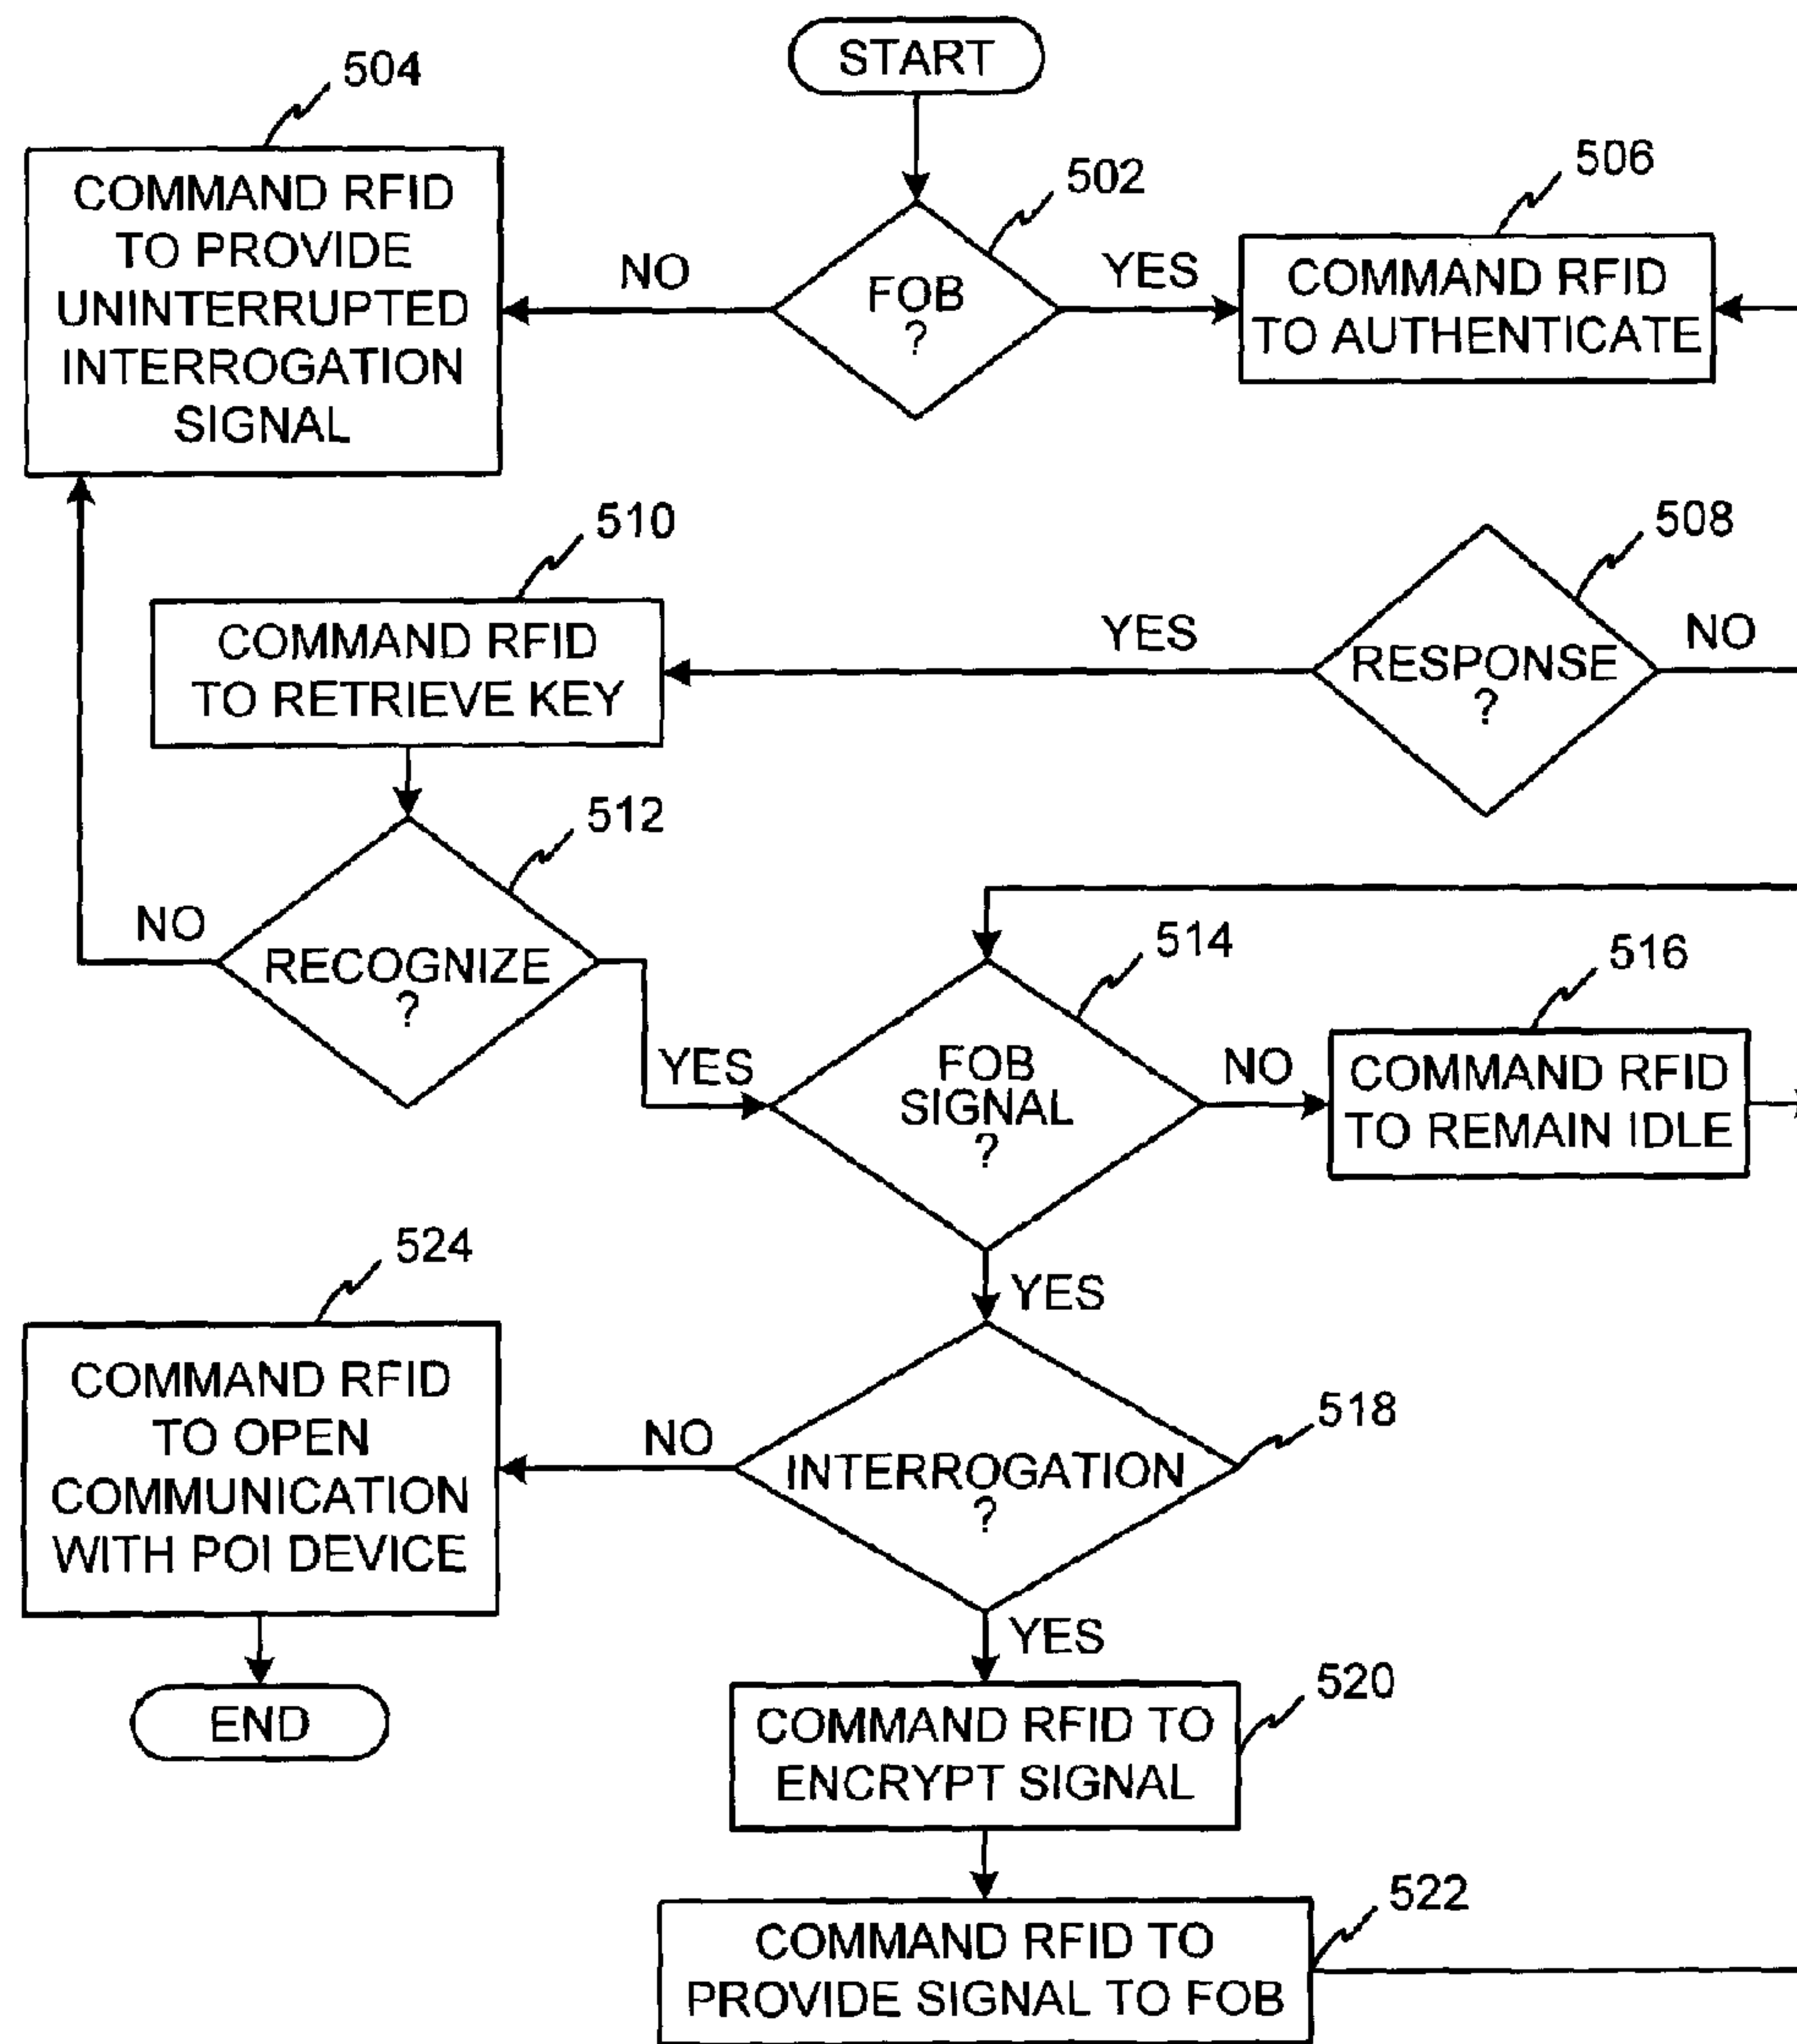 START
504
502
506
COMMAND RFID
TO PROVIDE
UNINTERRUPTED
INTERROGATION
SIGNAL
NO
FOB
?
YES
COMMAND RFID
TO AUTHENTICATE
510
508
COMMAND RFID
TO RETRIEVE KEY
YES
RESPONSE
?
NO
512
NO
RECOGNIZE
?
YES
514
FOB
SIGNAL
?
NO
516
COMMAND RFID
TO REMAIN IDLE
YES
524
COMMAND RFID
TO OPEN
COMMUNICATION
WITH POI DEVICE
NO
INTERROGATION
?
518
YES
END
520
COMMAND RFID TO
ENCRYPT SIGNAL
522
COMMAND RFID TO
PROVIDE SIGNAL TO FOB